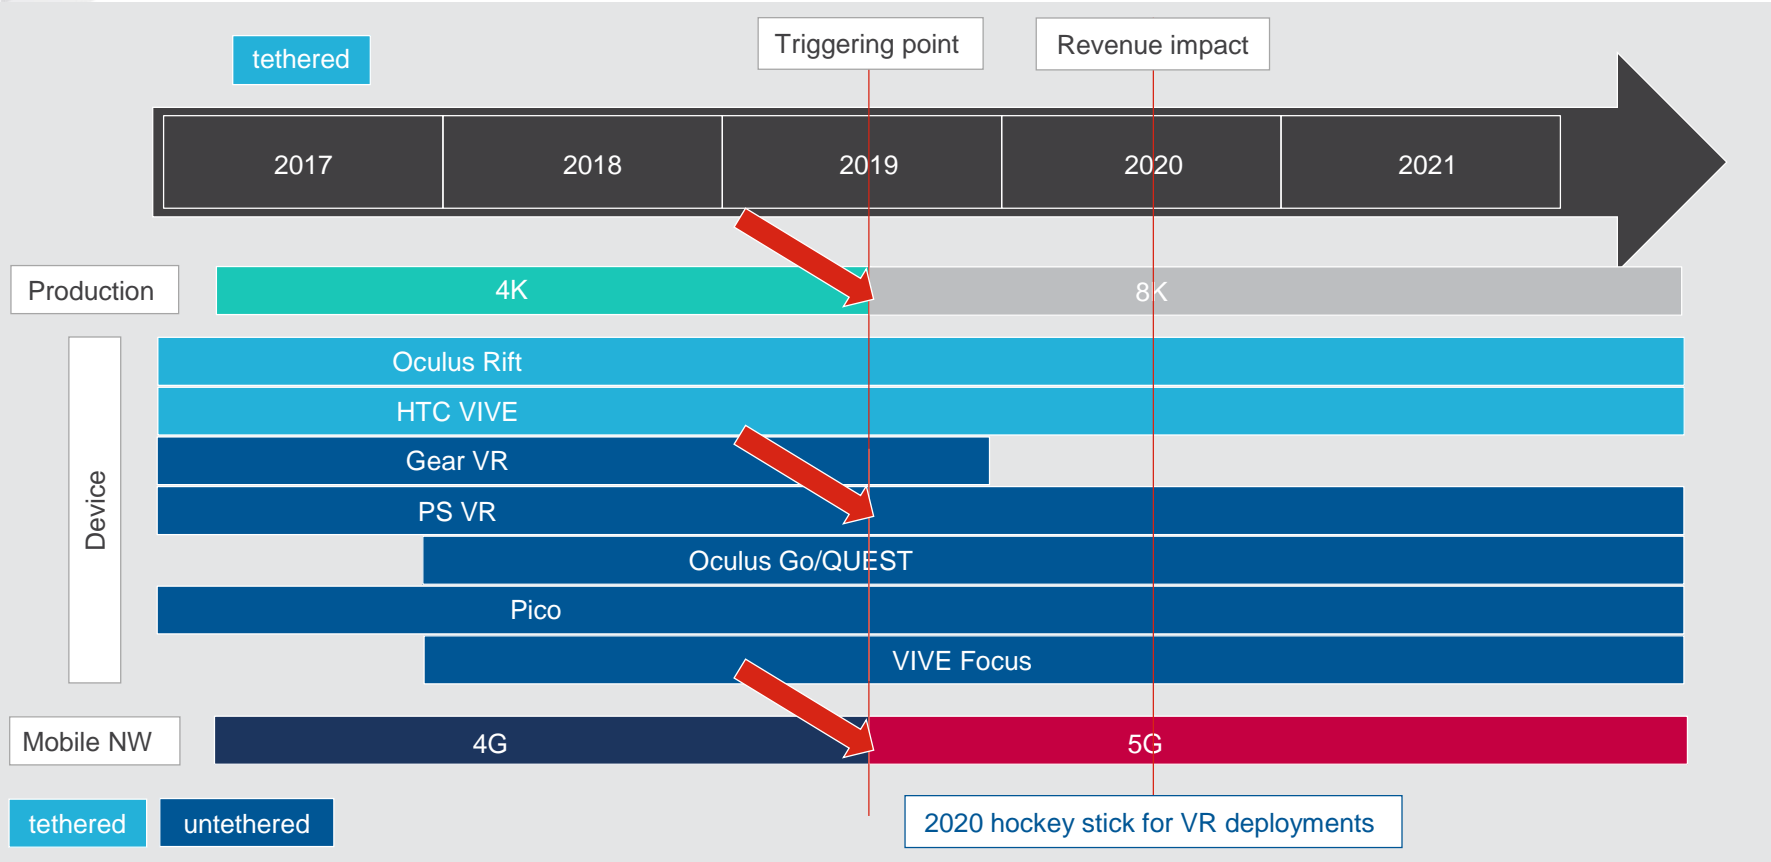 Triggering point
Revenue impact
tethered
2017
2018
2019
2020
2021
Production
4K
8K
Device
Oculus Rift
HTC VIVE
Gear VR
PS VR
Oculus Go/QUEST
Pico
VIVE Focus
Mobile NW
4G
5G
tethered
untethered
2020 hockey stick for VR deployments